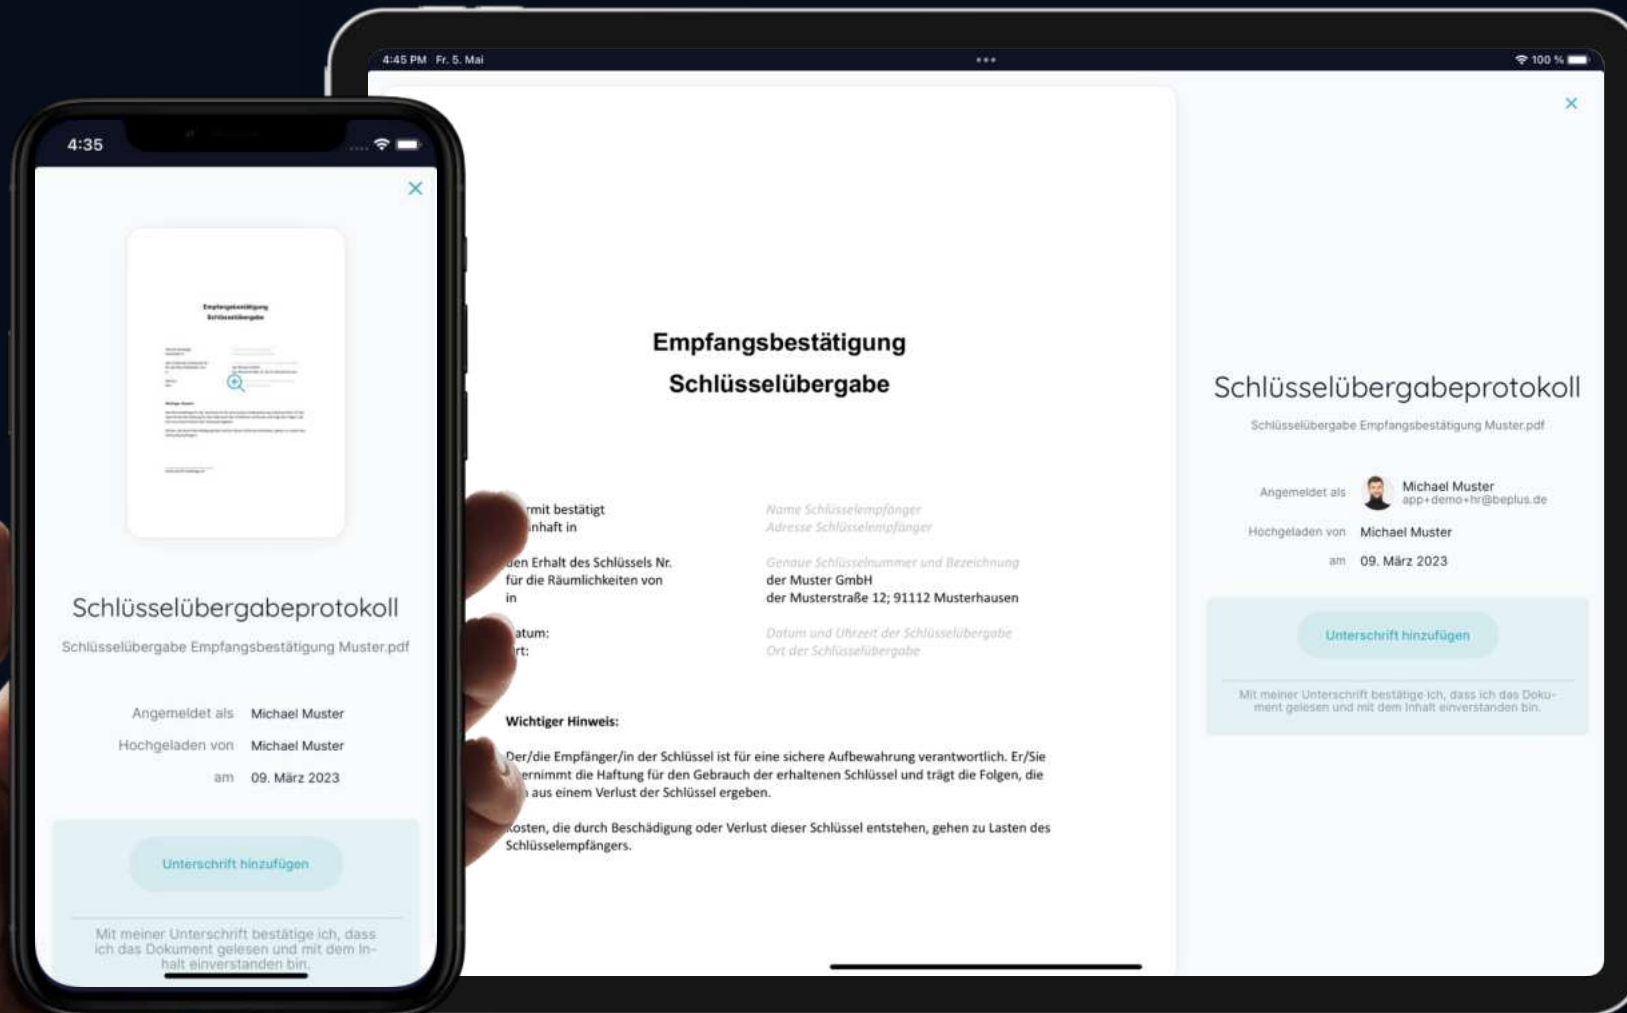 4:35
×
Empfangsbestätigung
Schlüsselübergabe
Schlüsselübergabeprotokoll
Schlüsselübergabe Empfangsbestätigung Muster.pdf
Angemeldet als Michael Muster
Hochgeladen von Michael Muster
am 09. März 2023
Unterschrift hinzufügen
Mit meiner Unterschrift bestätige ich, dass
ich das Dokument gelesen und mit dem In-
halt einverstanden bin.
4:45 PM Fr. 5. Mai
100 %
×
Empfangsbestätigung
Schlüsselübergabe
rmit bestätigt Name Schlüsselempfänger
nhaft in Adresse Schlüsselempfänger
den Erhalt des Schlüssels Nr. Genaue Schlüsselnummer und Bezeichnung
für die Räumlichkeiten von der Muster GmbH
in der Musterstraße 12; 91112 Musterhausen
atum: Datum und Uhrzeit der Schlüsselübergabe
rt: Ort der Schlüsselübergabe
Wichtiger Hinweis:
Der/die Empfänger/in der Schlüssel ist für eine sichere Aufbewahrung verantwortlich. Er/Sie
ernimmt die Haftung für den Gebrauch der erhaltenen Schlüssel und trägt die Folgen, die
aus einem Verlust der Schlüssel ergeben.
Kosten, die durch Beschädigung oder Verlust dieser Schlüssel entstehen, gehen zu Lasten des
Schlüsselempfängers.
Schlüsselübergabeprotokoll
Schlüsselübergabe Empfangsbestätigung Muster.pdf
Angemeldet als Michael Muster
app+demo+hr@beplus.de
Hochgeladen von Michael Muster
am 09. März 2023
Unterschrift hinzufügen
Mit meiner Unterschrift bestätige ich, dass ich das Doku-
ment gelesen und mit dem Inhalt einverstanden bin.